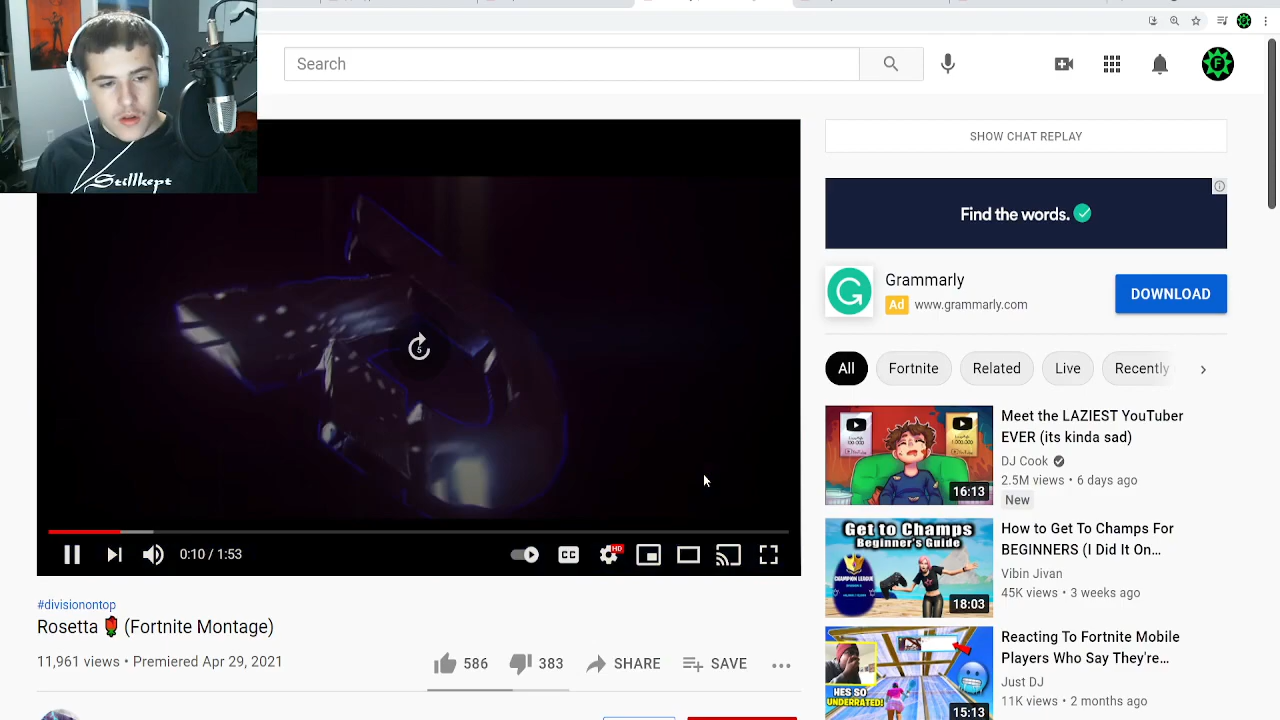 Search
Stillkept
SHOW CHAT REPLAY
Find the words.
Grammarly
Ad www.grammarly.com
DOWNLOAD
All
Fortnite
Related
Live
Recently
5
0:10 / 1:53
CC
HD
#divisionontop
Rosetta 🌹 (Fortnite Montage)
11,961 views • Premiered Apr 29, 2021
586
383
SHARE
SAVE
Meet the LAZIEST YouTuber
EVER (its kinda sad)
DJ Cook
2.5M views • 6 days ago
New
16:13
Get to Champs
Beginner's Guide
18:03
How to Get To Champs For
BEGINNERS (I Did It On...
Vibin Jivan
45K views • 3 weeks ago
HES SO
UNDERRATED!
15:13
Reacting To Fortnite Mobile
Players Who Say They're...
Just DJ
11K views • 2 months ago